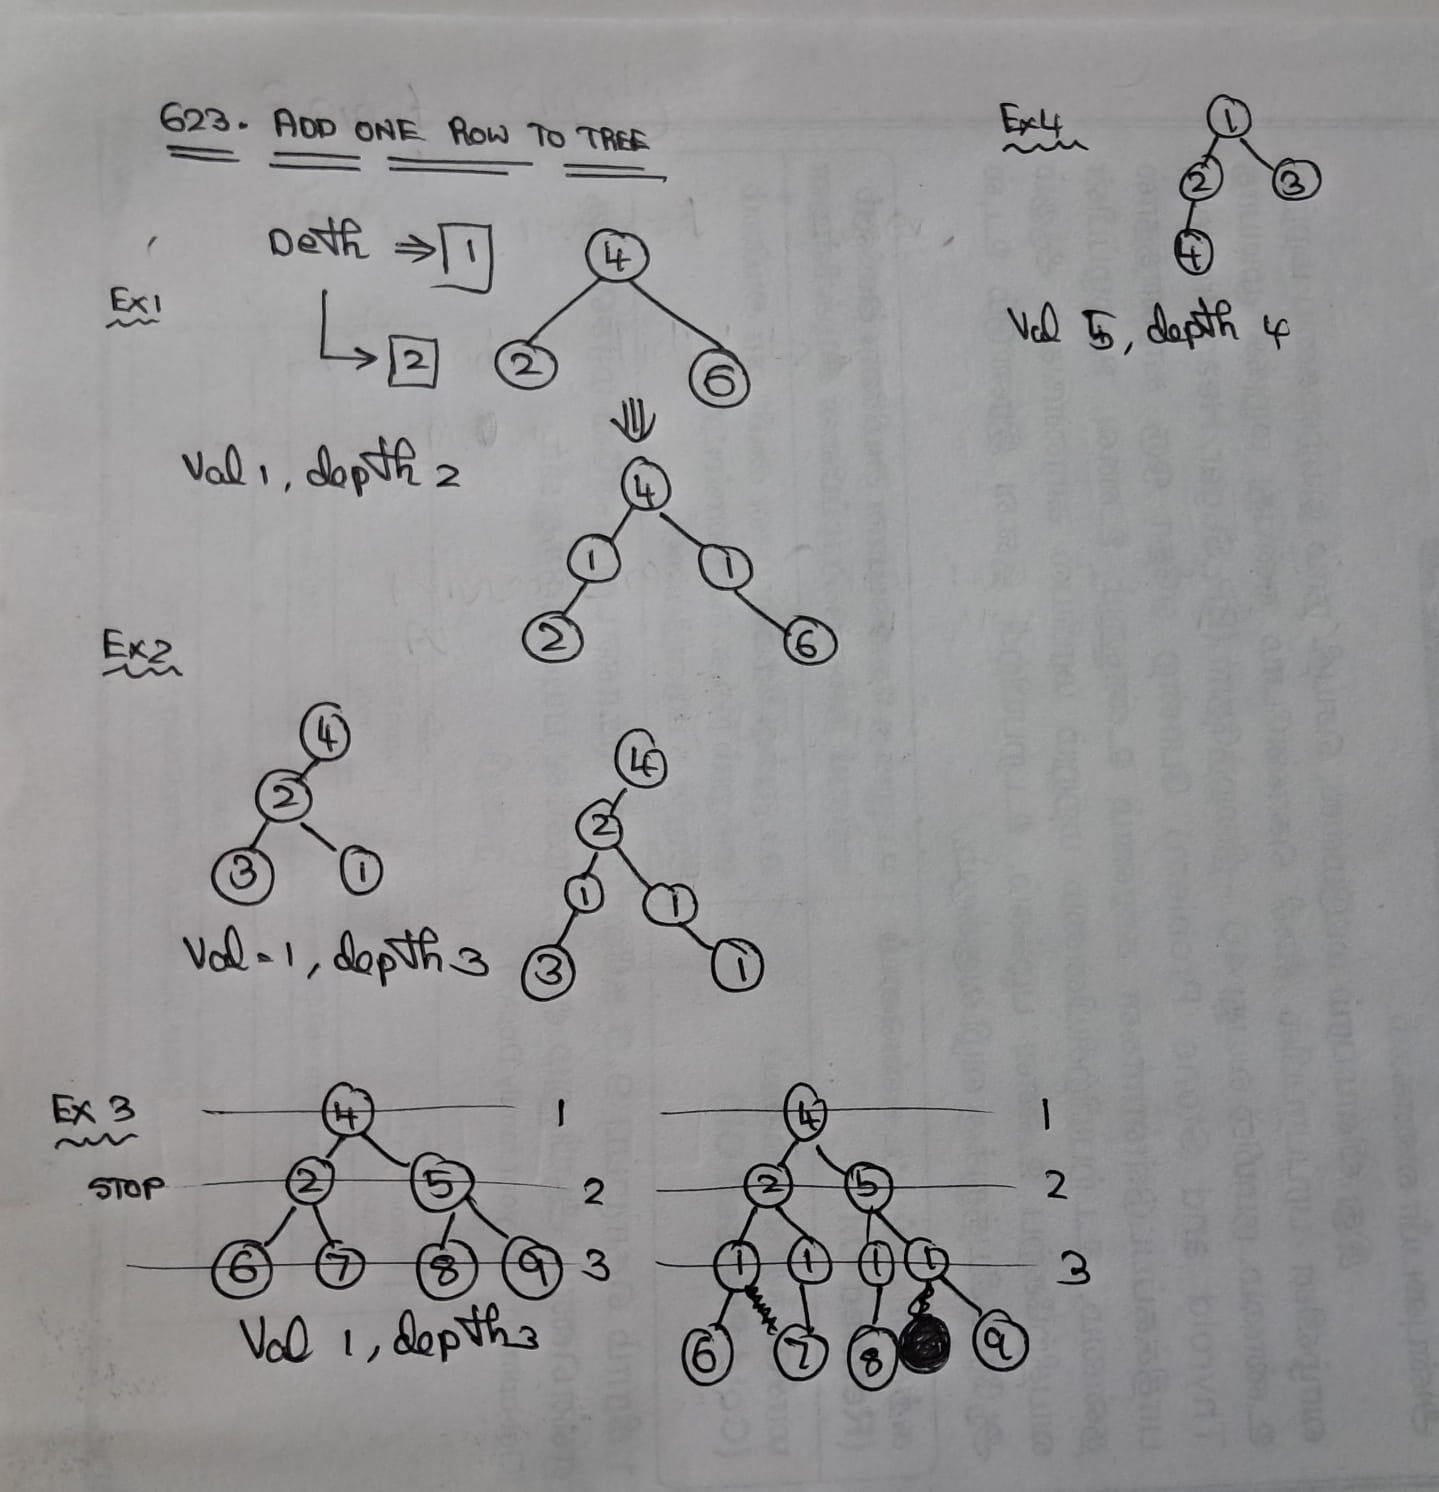 623. ADD ONE ROW TO TREE
Deth ⇒ 1
Ex1
→ 2
4
2 6
Val 1, depth 2
4
1 1
2 6
Ex2
4
2
3 1
Val = 1, depth 3
4
2
1 1
3 1
Ex 3
4 1
STOP 2 5 2
6 7 8 9 3
Val 1, depth 3
4 1
2 5 2
1 1 1 1 3
6 7 8 9
Ex4
1
2 3
4
Val 5, depth 4